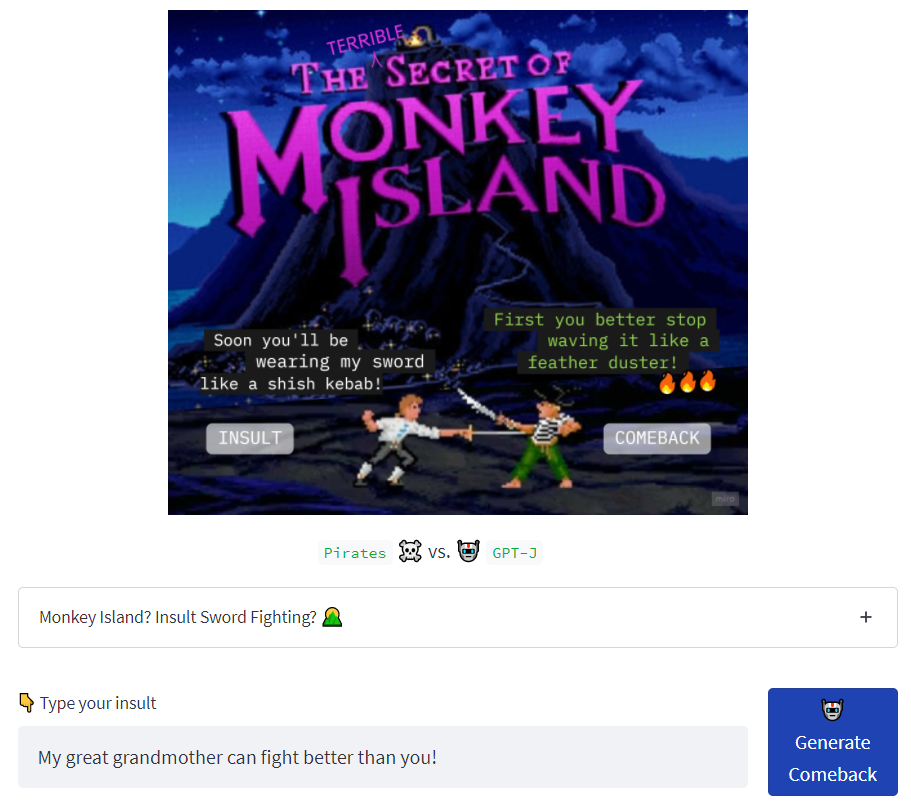 TERRIBLE
THE SECRET OF
MONKEY
ISLAND
Soon you'll be
wearing my sword
like a shish kebab!
First you better stop
waving it like a
feather duster!
INSULT
COMEBACK
miro
Pirates vs. GPT-J
Monkey Island? Insult Sword Fighting?
Type your insult
My great grandmother can fight better than you!
Generate
Comeback